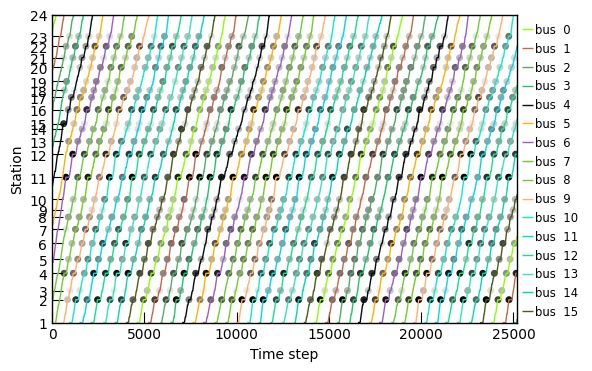 24
23
22
21
20
19
18
17
16
15
14
13
12
11
10
9
8
7
6
5
4
3
2
1
Station
0 5000 10000 15000 20000 25000
Time step
bus 0
bus 1
bus 2
bus 3
bus 4
bus 5
bus 6
bus 7
bus 8
bus 9
bus 10
bus 11
bus 12
bus 13
bus 14
bus 15